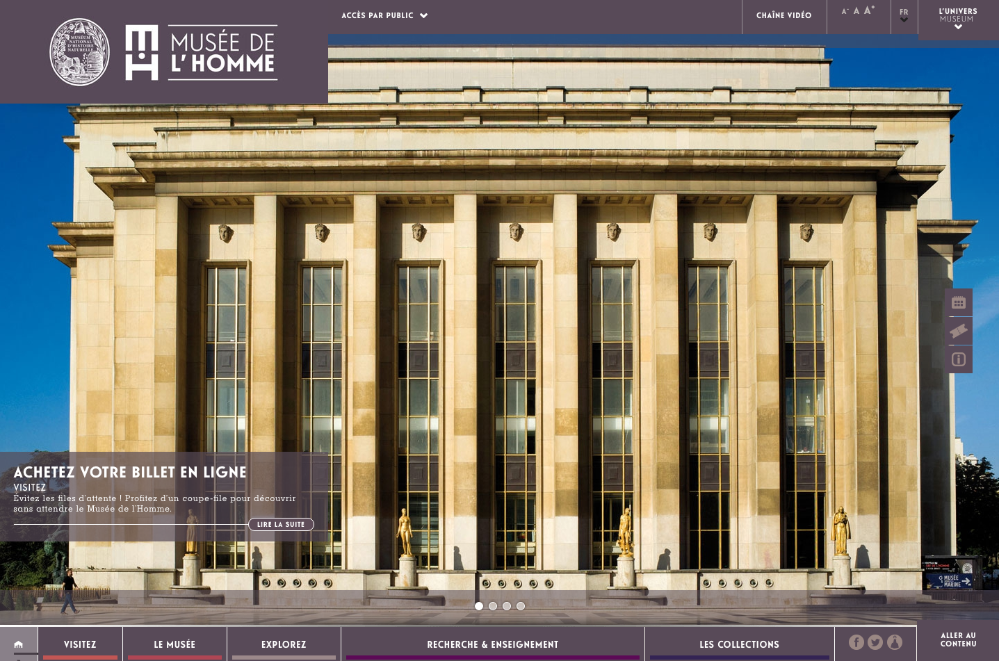 MUSÉUM
NATIONAL
D'HISTOIRE
NATURELLE
MUSÉE DE
L'HOMME
ACCÈS PAR PUBLIC
CHAÎNE VIDÉO
A- A A+
FR
L'UNIVERS
MUSÉUM
ACHETEZ VOTRE BILLET EN LIGNE
VISITEZ
Évitez les files d'attente ! Profitez d'un coupe-file pour découvrir
sans attendre le Musée de l'Homme.
LIRE LA SUITE
MUSÉE
MARINE
VISITEZ
LE MUSÉE
EXPLOREZ
RECHERCHE & ENSEIGNEMENT
LES COLLECTIONS
ALLER AU
CONTENU